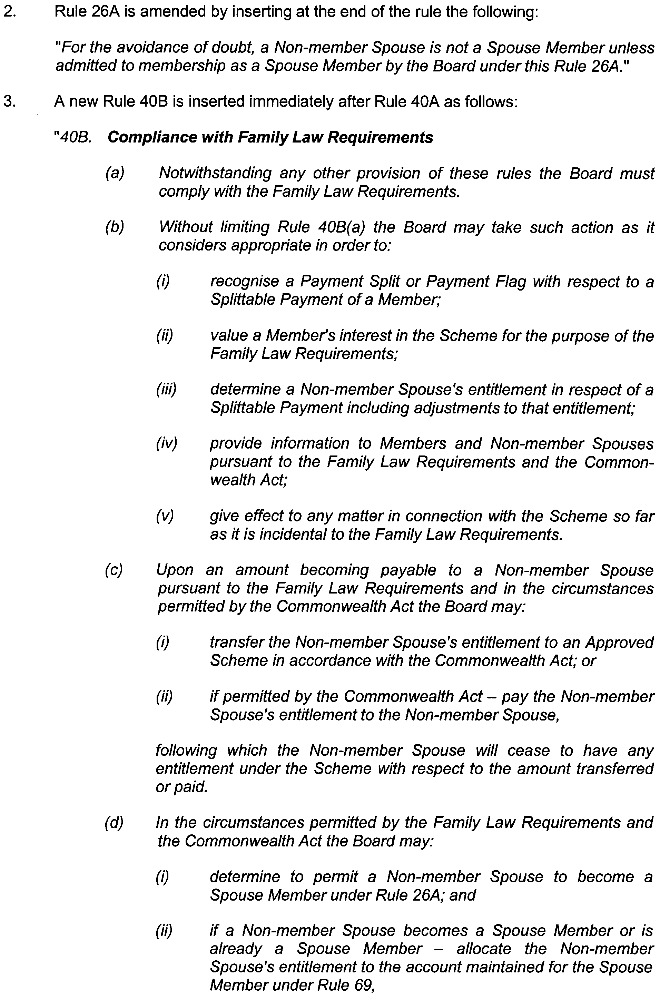 2. Rule 26A is amended by inserting at the end of the rule the following:
"For the avoidance of doubt, a Non-member Spouse is not a Spouse Member unless
admitted to membership as a Spouse Member by the Board under this Rule 26A."
3. A new Rule 40B is inserted immediately after Rule 40A as follows:
"40B. Compliance with Family Law Requirements
(a) Notwithstanding any other provision of these rules the Board must
comply with the Family Law Requirements.
(b) Without limiting Rule 40B(a) the Board may take such action as it
considers appropriate in order to:
(i) recognise a Payment Split or Payment Flag with respect to a
Splittable Payment of a Member;
(ii) value a Member's interest in the Scheme for the purpose of the
Family Law Requirements;
(iii) determine a Non-member Spouse's entitlement in respect of a
Splittable Payment including adjustments to that entitlement;
(iv) provide information to Members and Non-member Spouses
pursuant to the Family Law Requirements and the Common-
wealth Act;
(v) give effect to any matter in connection with the Scheme so far
as it is incidental to the Family Law Requirements.
(c) Upon an amount becoming payable to a Non-member Spouse
pursuant to the Family Law Requirements and in the circumstances
permitted by the Commonwealth Act the Board may:
(i) transfer the Non-member Spouse's entitlement to an Approved
Scheme in accordance with the Commonwealth Act; or
(ii) if permitted by the Commonwealth Act – pay the Non-member
Spouse's entitlement to the Non-member Spouse,
following which the Non-member Spouse will cease to have any
entitlement under the Scheme with respect to the amount transferred
or paid.
(d) In the circumstances permitted by the Family Law Requirements and
the Commonwealth Act the Board may:
(i) determine to permit a Non-member Spouse to become a
Spouse Member under Rule 26A; and
(ii) if a Non-member Spouse becomes a Spouse Member or is
already a Spouse Member – allocate the Non-member
Spouse's entitlement to the account maintained for the Spouse
Member under Rule 69,